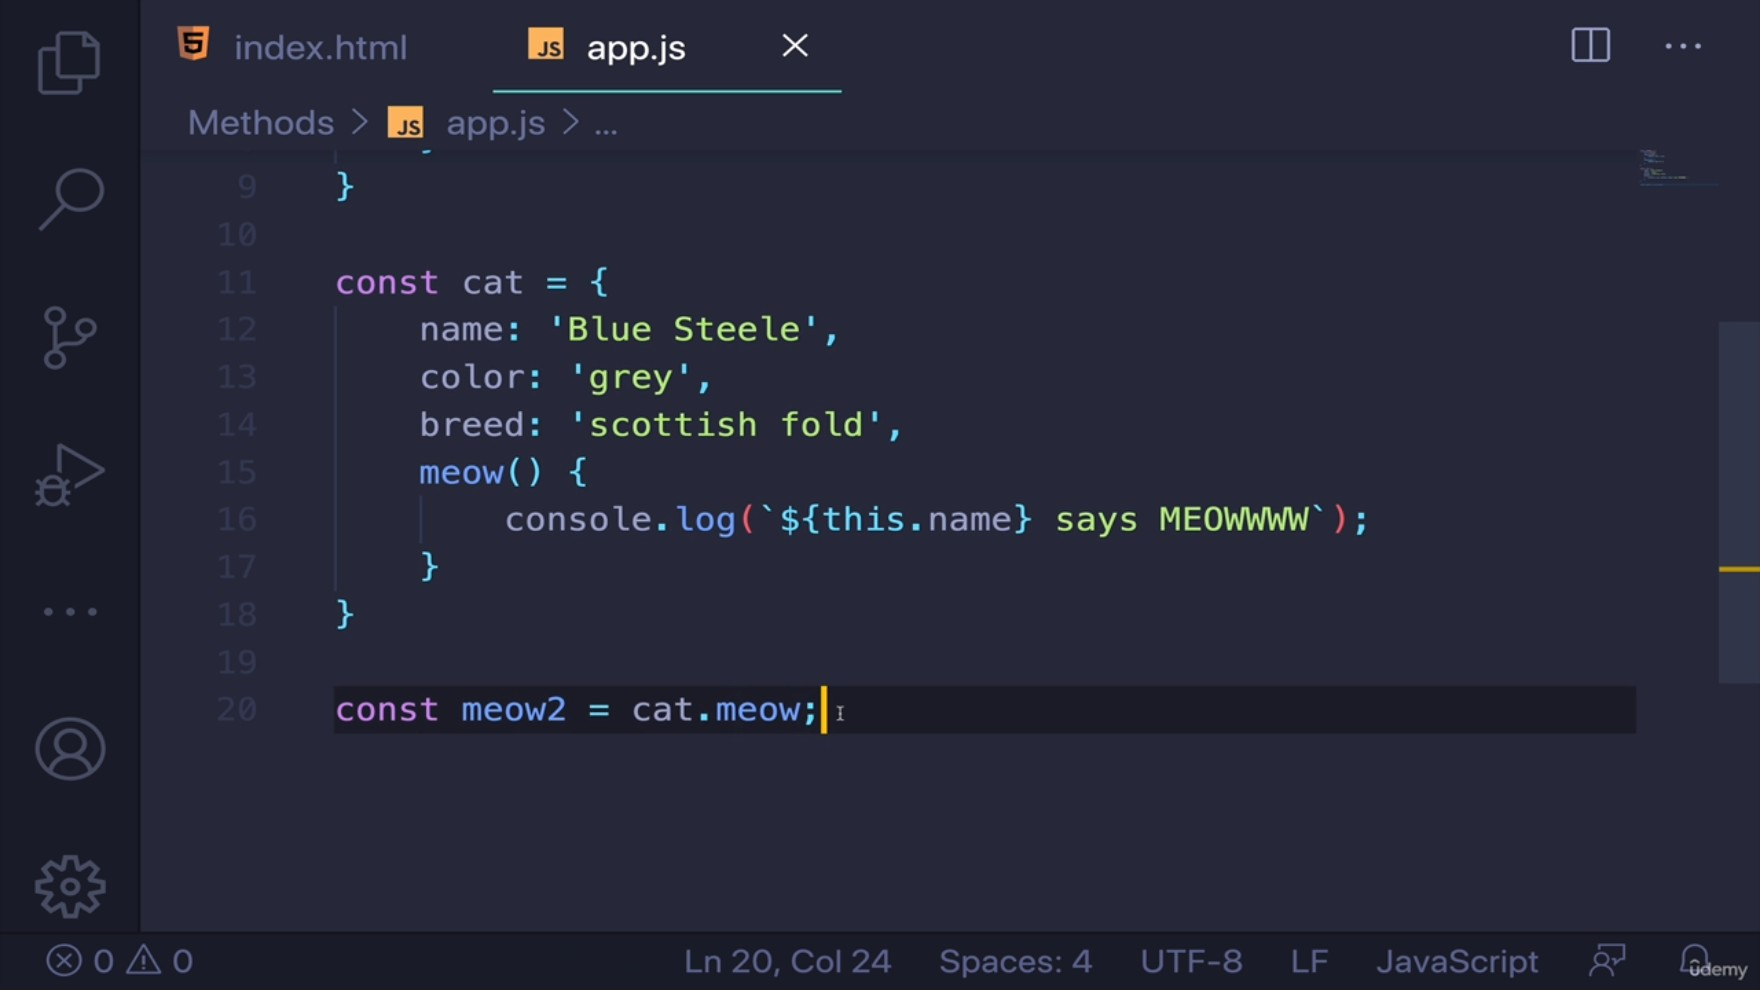 index.html
JS app.js
Methods > JS app.js > ...
9 }
10
11 const cat = {
12 name: 'Blue Steele',
13 color: 'grey',
14 breed: 'scottish fold',
15 meow() {
16 console.log(`${this.name} says MEOWWWW`);
17 }
18 }
19
20 const meow2 = cat.meow;
0 0 Ln 20, Col 24 Spaces: 4 UTF-8 LF JavaScript
udemy